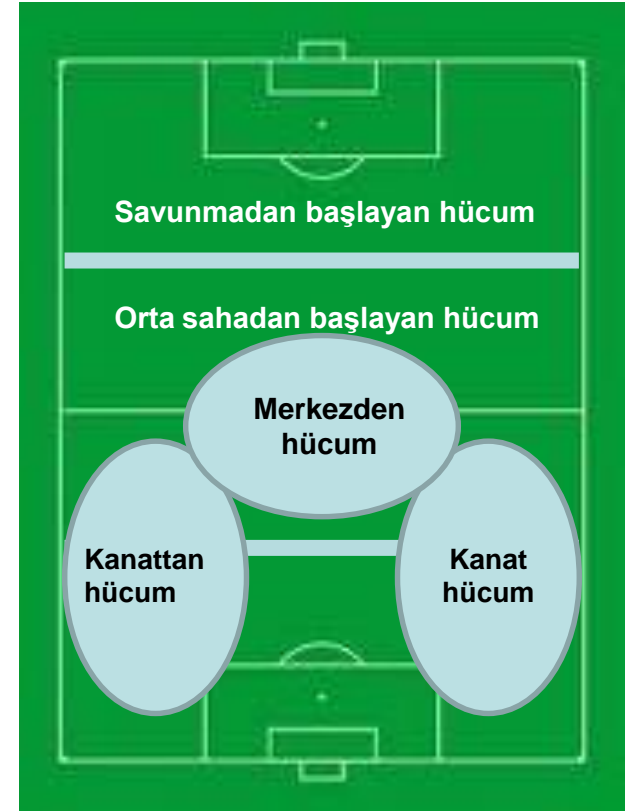 Savunmadan başlayan hücum
Orta sahadan başlayan hücum
Merkezden
hücum
Kanattan
hücum
Kanat
hücum